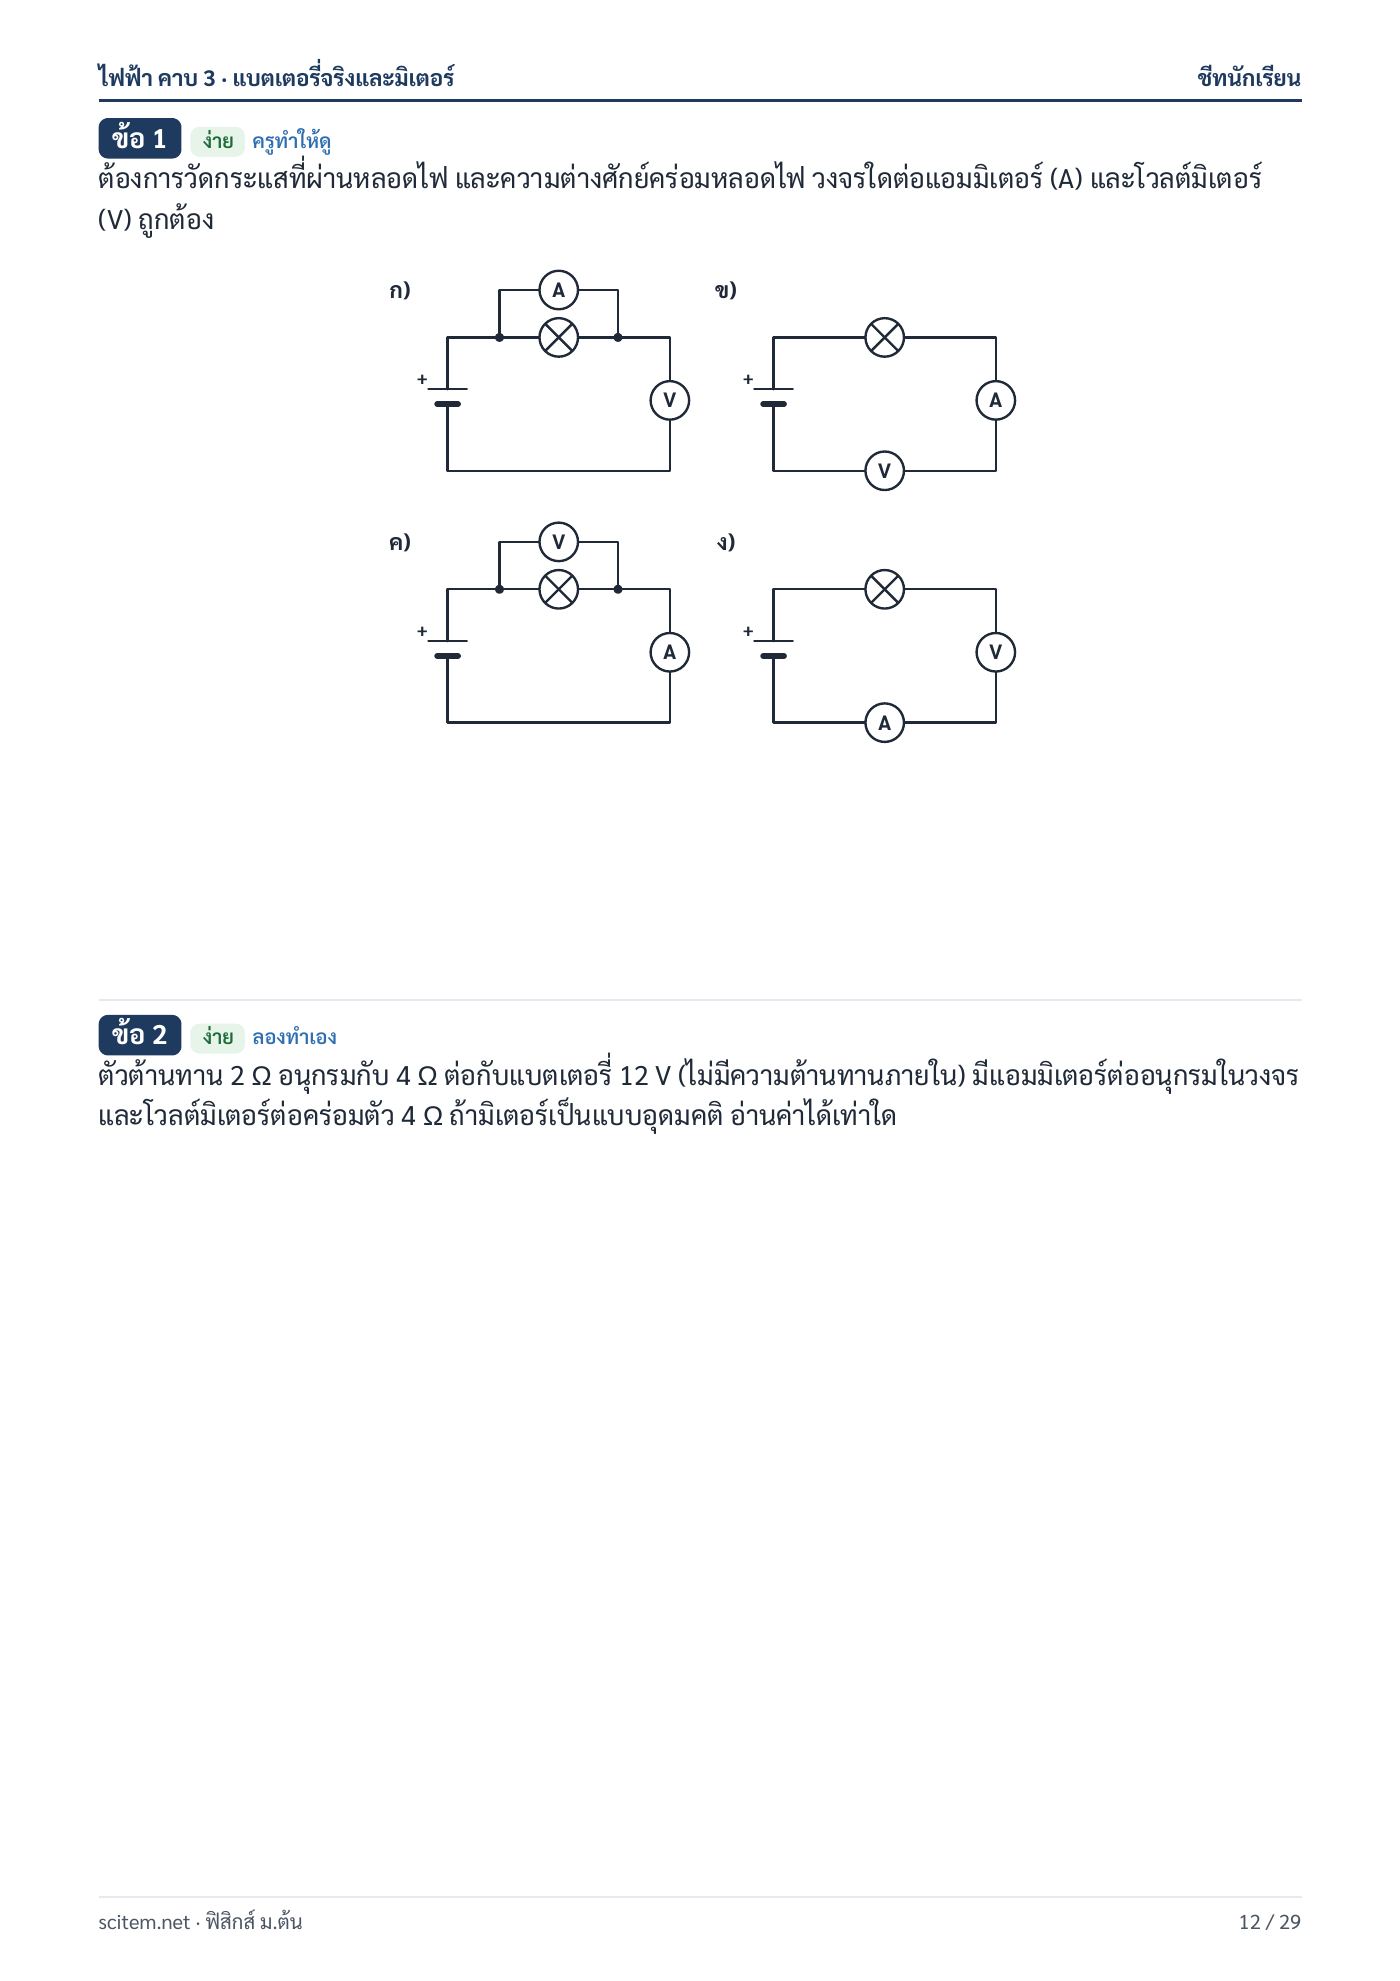 ไฟฟ้า คาบ 3 · แบตเตอรี่จริงและมิเตอร์
ชีทนักเรียน
ข้อ 1 ง่าย ครูทำให้ดู
ต้องการวัดกระแสที่ผ่านหลอดไฟ และความต่างศักย์คร่อมหลอดไฟ วงจรใดต่อแอมมิเตอร์ (A) และโวลต์มิเตอร์
(V) ถูกต้อง
ก)
A
+
V
ข)
+
A
V
ค)
V
+
A
ง)
+
V
A
ข้อ 2 ง่าย ลองทำเอง
ตัวต้านทาน 2 Ω อนุกรมกับ 4 Ω ต่อกับแบตเตอรี่ 12 V (ไม่มีความต้านทานภายใน) มีแอมมิเตอร์ต่ออนุกรมในวงจร
และโวลต์มิเตอร์ต่อคร่อมตัว 4 Ω ถ้ามิเตอร์เป็นแบบอุดมคติ อ่านค่าได้เท่าใด
scitem.net · ฟิสิกส์ ม.ต้น
12 / 29